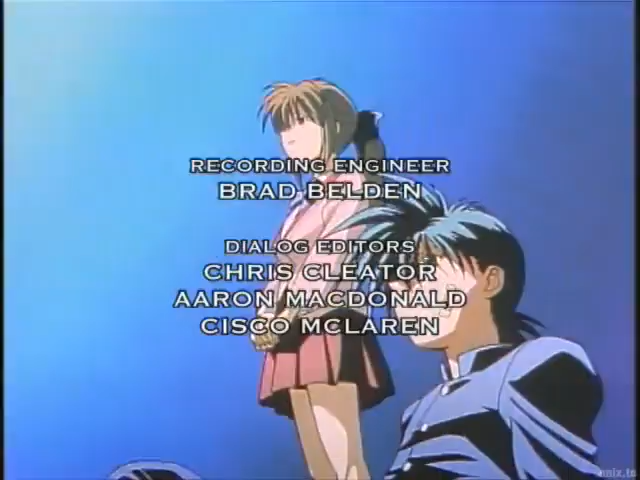 RECORDING ENGINEER
BRAD BELDEN
DIALOG EDITORS
CHRIS CLEATOR
AARON MACDONALD
CISCO MCLAREN